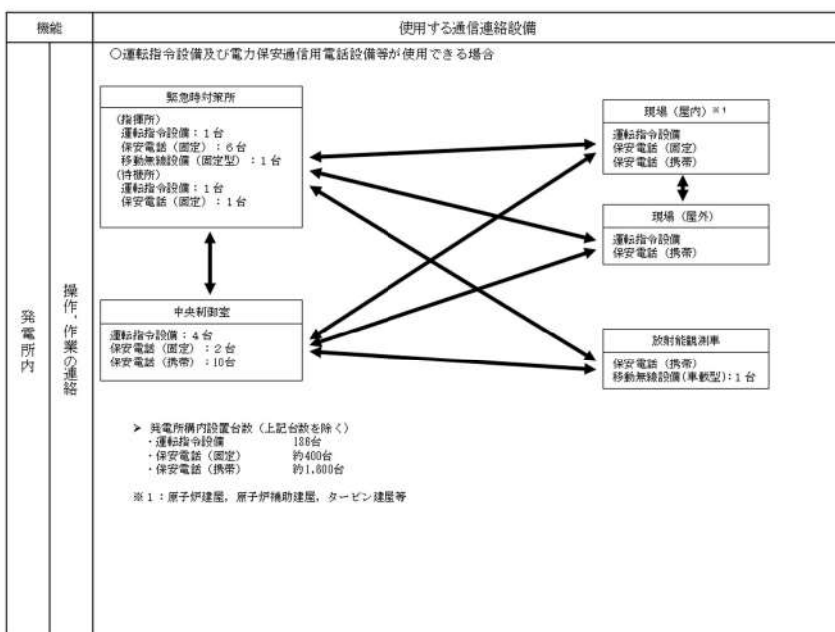 機能
使用する通信連絡設備
発電所内
操作，作業の連絡
○運転指令設備及び電力保安通信用電話設備等が使用できる場合
緊急時対策所
(指揮所)
運転指令設備：1台
保安電話（固定）：6台
移動無線設備（固定型）：1台
(待機所)
運転指令設備：1台
保安電話（固定）：1台
中央制御室
運転指令設備：4台
保安電話（固定）：2台
保安電話（携帯）：10台
現場（屋内）※1
運転指令設備
保安電話（固定）
保安電話（携帯）
現場（屋外）
運転指令設備
保安電話（携帯）
放射能観測車
保安電話（携帯）
移動無線設備(車載型)：1台
➤ 発電所構内設置台数（上記台数を除く）
・運転指令設備
・保安電話（固定） 約400台
・保安電話（携帯）
※1：原子炉建屋，原子炉補助建屋，タービン建屋等